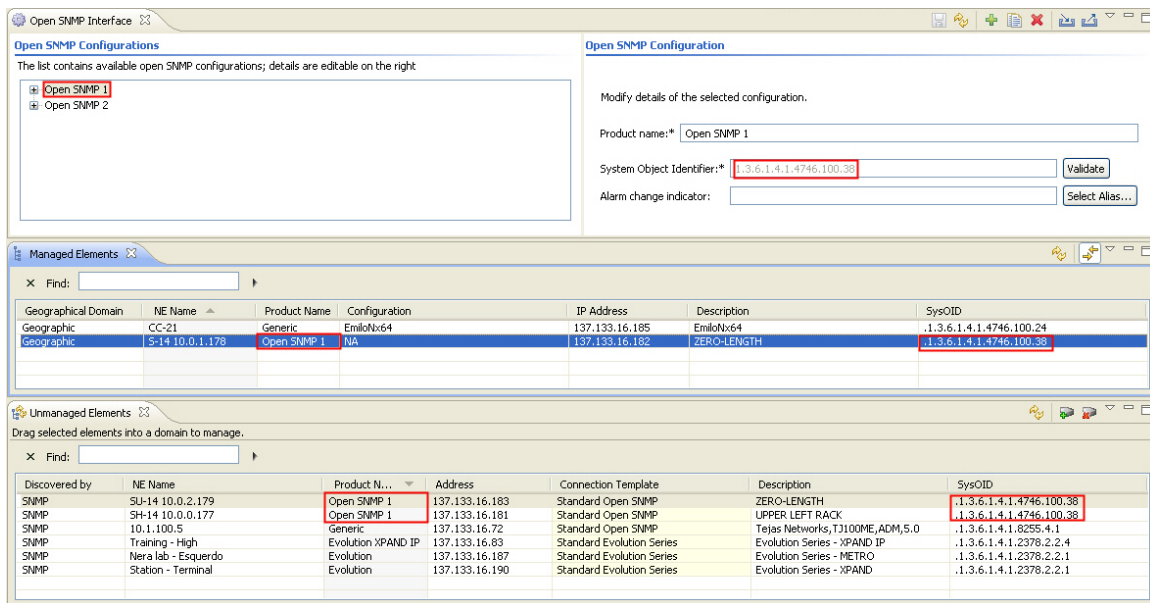 Open SNMP Interface
Open SNMP Configurations
The list contains available open SNMP configurations; details are editable on the right
Open SNMP 1
Open SNMP 2
Open SNMP Configuration
Modify details of the selected configuration.
Product name:* Open SNMP 1
System Object Identifier:* 1.3.6.1.4.1.4746.100.38 Validate
Alarm change indicator: Select Alias...
Managed Elements
Find:
Geographical Domain NE Name Product Name Configuration IP Address Description SysOID
Geographic CC-21 Generic EmiloNx64 137.133.16.185 EmiloNx64 .1.3.6.1.4.1.4746.100.24
Geographic S-14 10.0.1.178 Open SNMP 1 NA 137.133.16.182 ZERO-LENGTH .1.3.6.1.4.1.4746.100.38
Unmanaged Elements
Drag selected elements into a domain to manage.
Find:
Discovered by NE Name Product N... Address Connection Template Description SysOID
SNMP SU-14 10.0.2.179 Open SNMP 1 137.133.16.183 Standard Open SNMP ZERO-LENGTH .1.3.6.1.4.1.4746.100.38
SNMP SH-14 10.0.0.177 Open SNMP 1 137.133.16.181 Standard Open SNMP UPPER LEFT RACK .1.3.6.1.4.1.4746.100.38
SNMP 10.1.100.5 Generic 137.133.16.72 Standard Open SNMP Tejas Networks,TJ100ME,ADM,5.0 .1.3.6.1.4.1.8255.4.1
SNMP Training - High Evolution XPAND IP 137.133.16.83 Standard Evolution Series Evolution Series - XPAND IP .1.3.6.1.4.1.2378.2.2.4
SNMP Nera lab - Esquerdo Evolution 137.133.16.187 Standard Evolution Series Evolution Series - METRO .1.3.6.1.4.1.2378.2.2.1
SNMP Station - Terminal Evolution 137.133.16.190 Standard Evolution Series Evolution Series - XPAND .1.3.6.1.4.1.2378.2.2.1